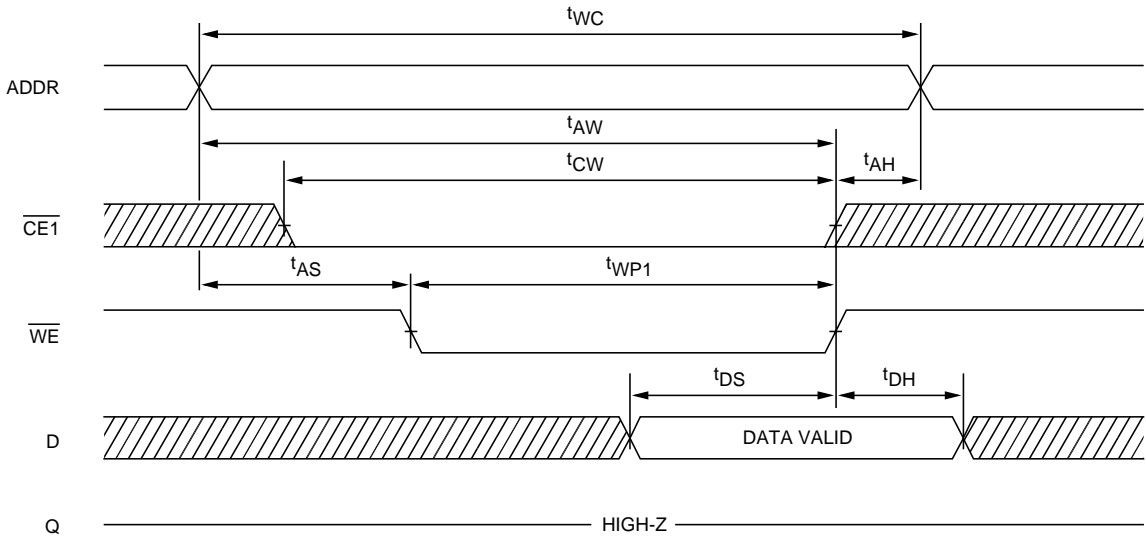 tWC
ADDR
tAW
tCW
tAH
CE1
tAS
tWP1
WE
tDS
tDH
D
DATA VALID
Q
HIGH-Z